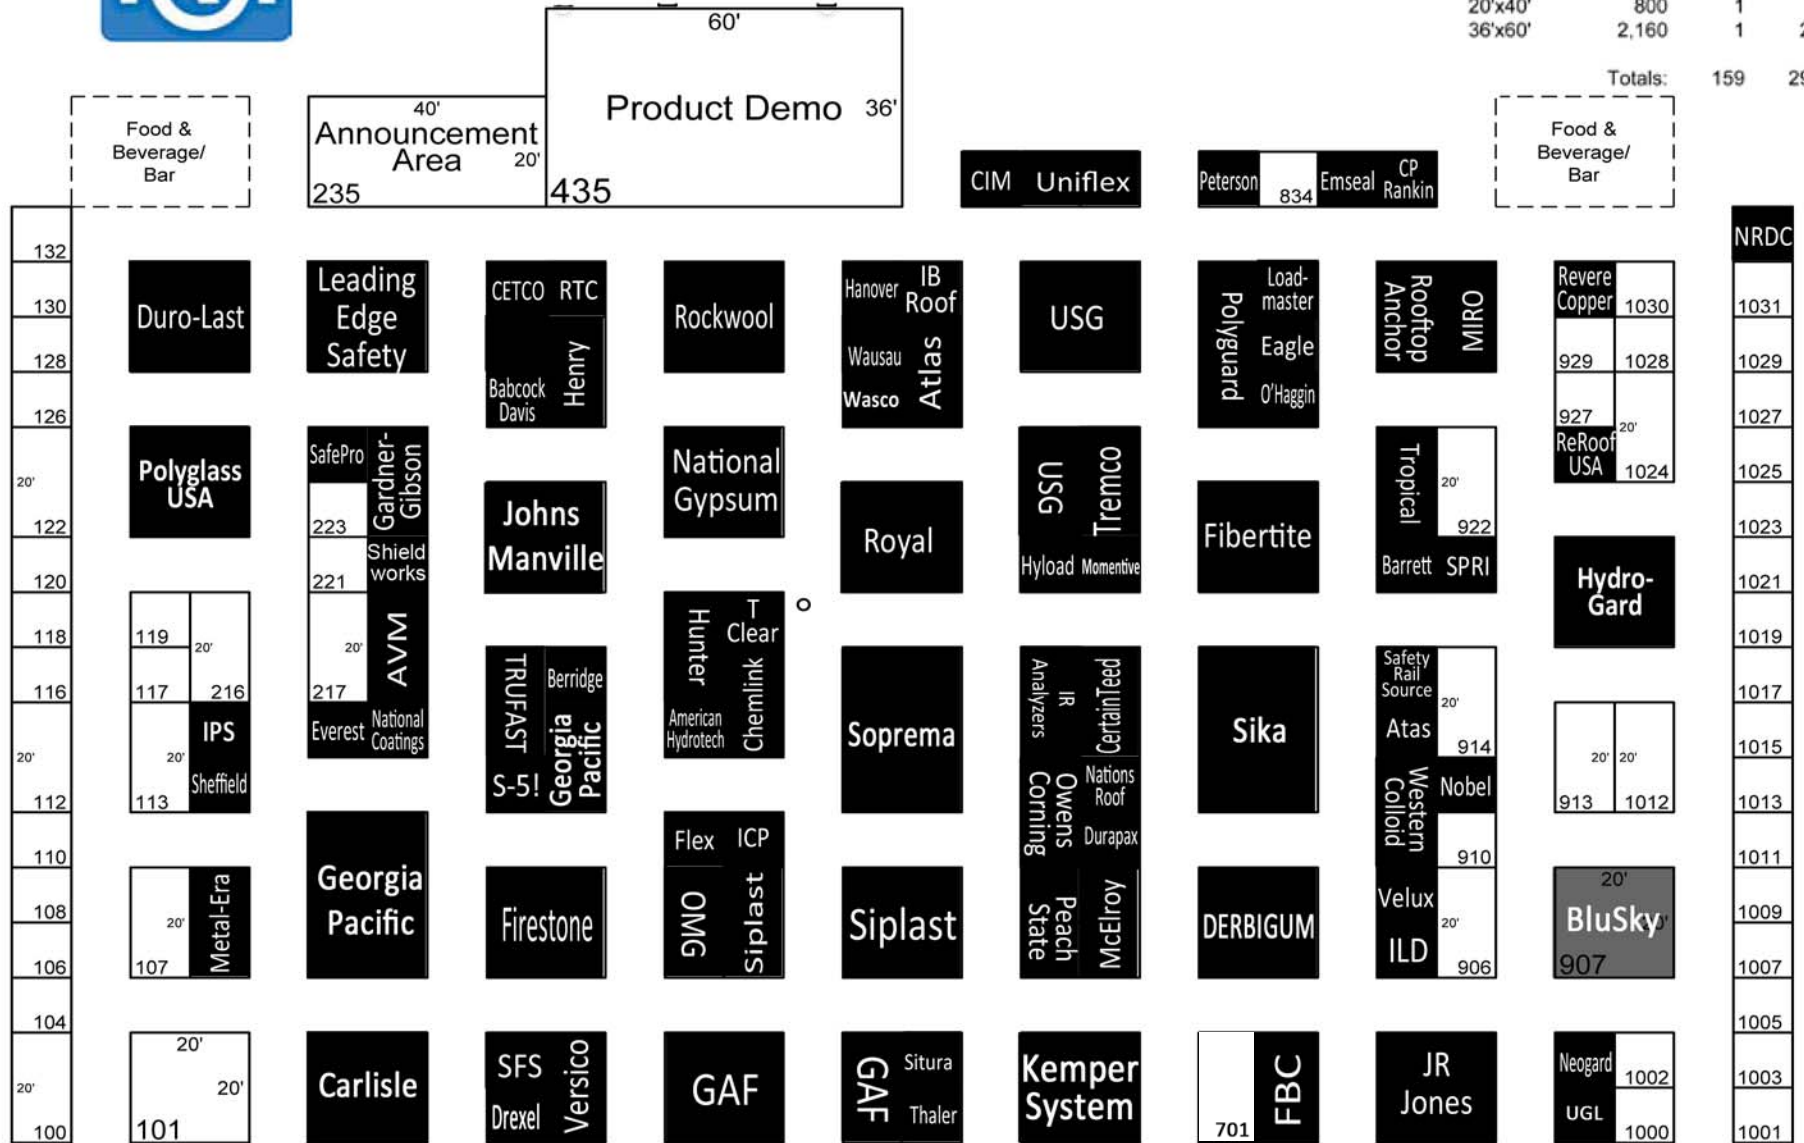 20'x40' 800 1
36'x60' 2,160 1
Totals: 159
Food &
Beverage/
Bar
40'
Announcement
Area
20'
235
60'
Product Demo
36'
435
CIM
Uniflex
Peterson
834
Emseal
CP
Rankin
Food &
Beverage/
Bar
NRDC
132
130
128
126
20'
122
120
118
116
20'
112
110
108
106
104
20'
100
Duro-Last
Polyglass
USA
119
20'
117
216
20'
113
IPS
Sheffield
20'
107
Metal-Era
20'
20'
101
Leading
Edge
Safety
SafePro
Gardner-
Gibson
223
221
Shield
works
20'
217
AVM
Everest
National
Coatings
Georgia
Pacific
Carlisle
CETCO
RTC
Henry
Babcock
Davis
Johns
Manville
TRUFAST
Berridge
Georgia
Pacific
S-5!
Firestone
SFS
Drexel
Versico
Rockwool
National
Gypsum
Hunter
T
Clear
Chemlink
American
Hydrotech
Flex
ICP
OMG
Siplast
GAF
Hanover
IB
Roof
Wausau
Wasco
Atlas
Royal
Soprema
Siplast
GAF
Situra
Thaler
USG
USG
Tremco
Hyload
Momentive
IR
Analyzers
CertainTeed
Owens
Corning
Nations
Roof
Durapax
Peach
State
McElroy
Kemper
System
Polyguard
Load-
master
Eagle
O'Haggin
Fibertite
Sika
DERBIGUM
701
FBC
Rooftop
Anchor
MIRO
Tropical
20'
922
Barrett
SPRI
Safety
Rail
Source
20'
Atas
914
Western
Colloid
Nobel
910
Velux
20'
ILD
906
JR
Jones
Revere
Copper
1030
929
1028
927
20'
ReRoof
USA
1024
Hydro-
Gard
20'
20'
913
1012
20'
BluSky
20'
907
Neogard
1002
UGL
1000
1031
1029
1027
1025
1023
1021
1019
1017
1015
1013
1011
1009
1007
1005
1003
1001